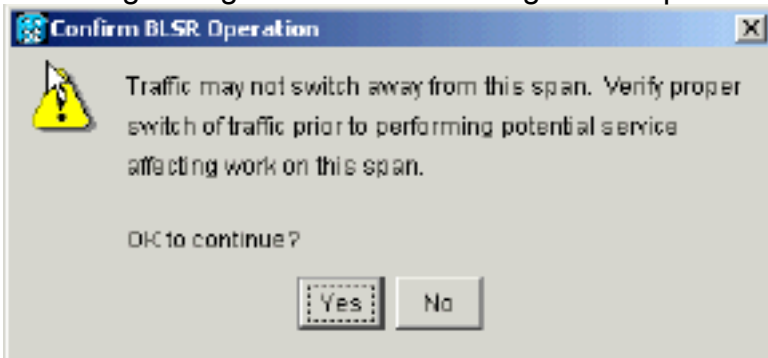 Confirm BLSR Operation
Traffic may not switch away from this span. Verify proper
switch of traffic prior to performing potential service
affecting work on this span.
OK to continue?
Yes
No